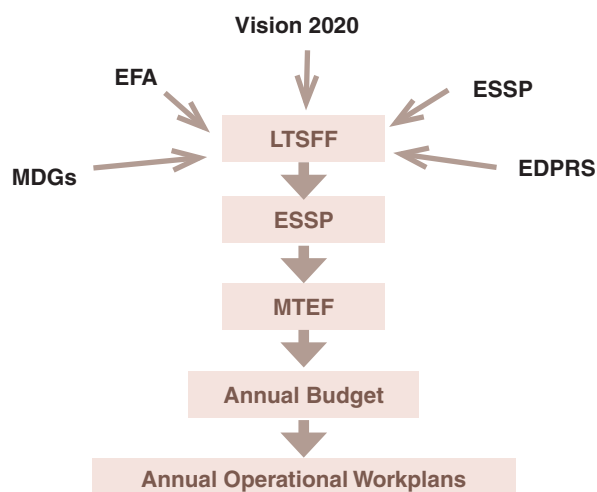 Vision 2020
EFA
ESSP
LTSFF
MDGs
EDPRS
ESSP
MTEF
Annual Budget
Annual Operational Workplans